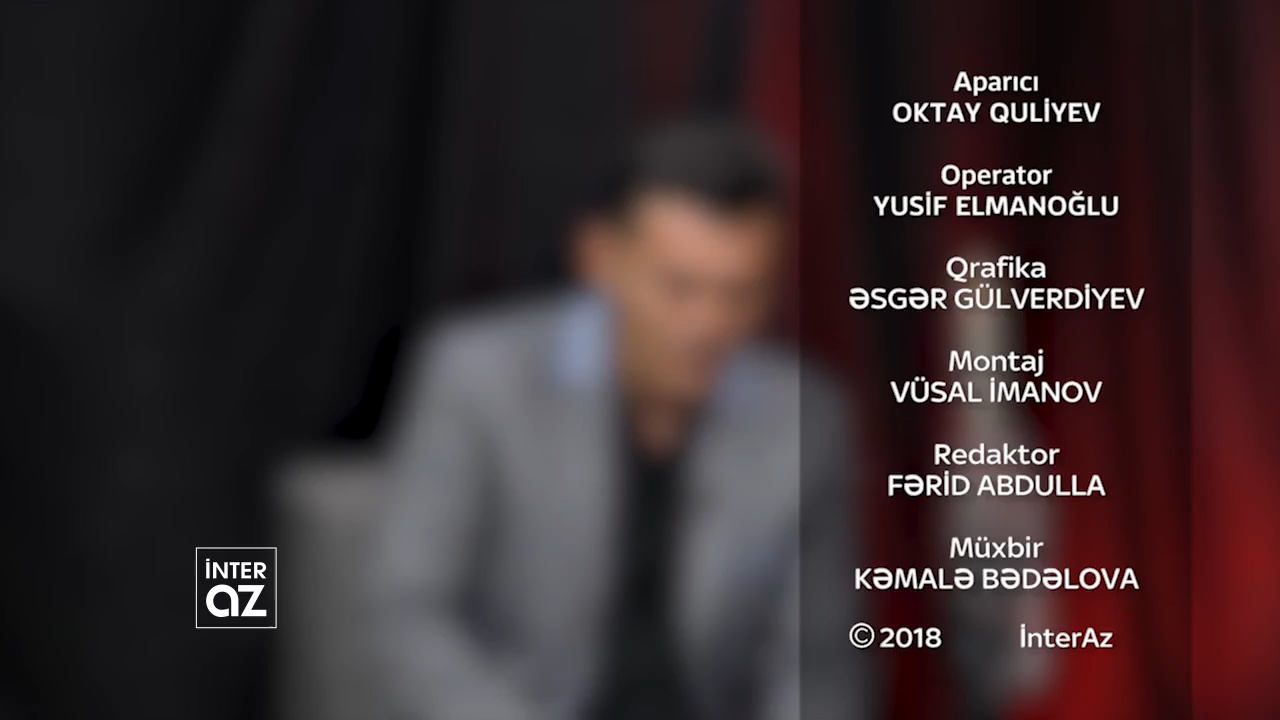 Aparıcı
OKTAY QULİYEV
Operator
YUSİF ELMANOĞLU
Qrafika
ƏSGƏR GÜLVERDİYEV
Montaj
VÜSAL İMANOV
Redaktor
FƏRİD ABDULLA
Müxbir
KƏMALƏ BƏDƏLOVA
© 2018 İnterAz
İNTER
az